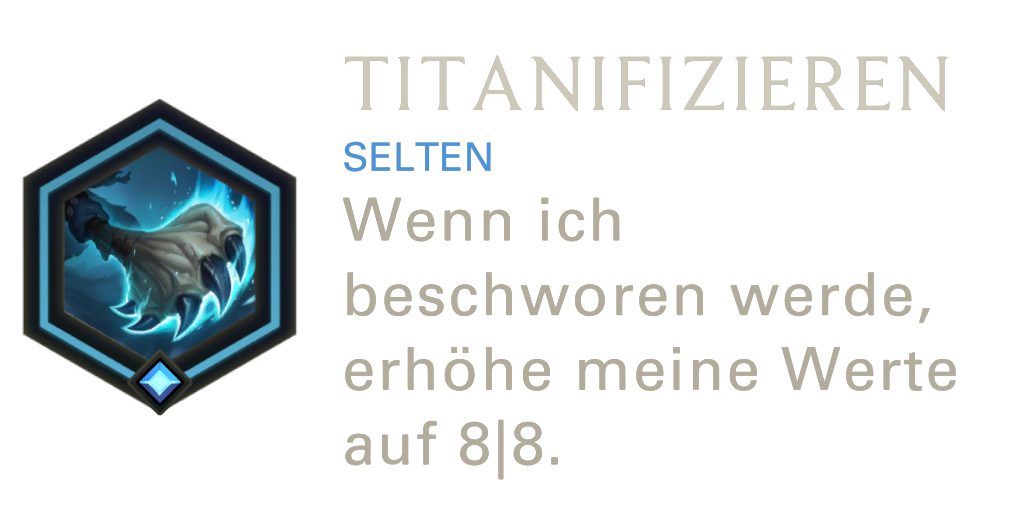 TITANIFIZIEREN
SELTEN
Wenn ich
beschworen werde,
erhöhe meine Werte
auf 8|8.